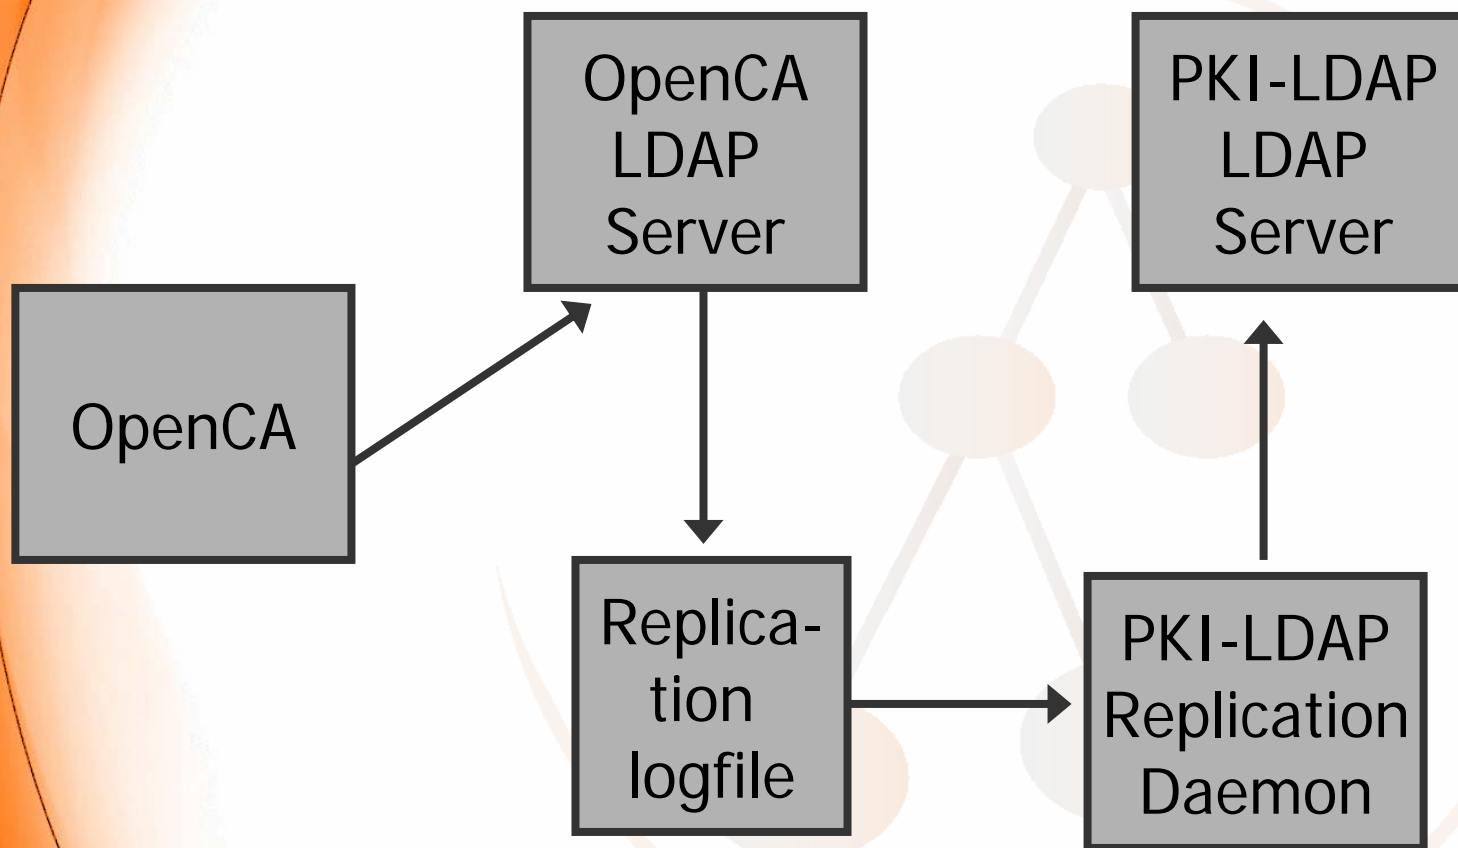 OpenCA
LDAP
Server
PKI-LDAP
LDAP
Server
OpenCA
Replica-
tion
logfile
PKI-LDAP
Replication
Daemon